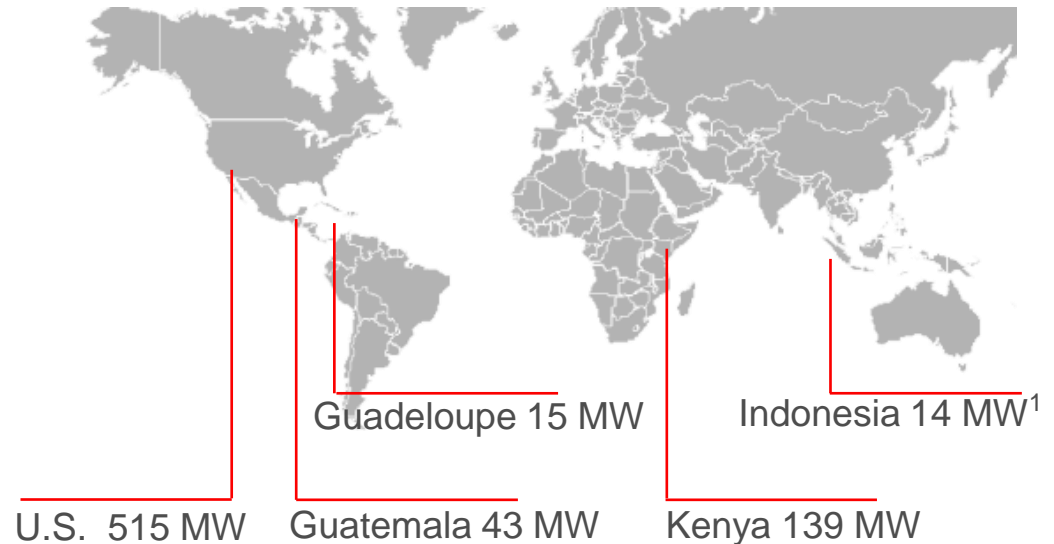 Guadeloupe 15 MW
Indonesia 14 MW¹
U.S. 515 MW
Guatemala 43 MW
Kenya 139 MW